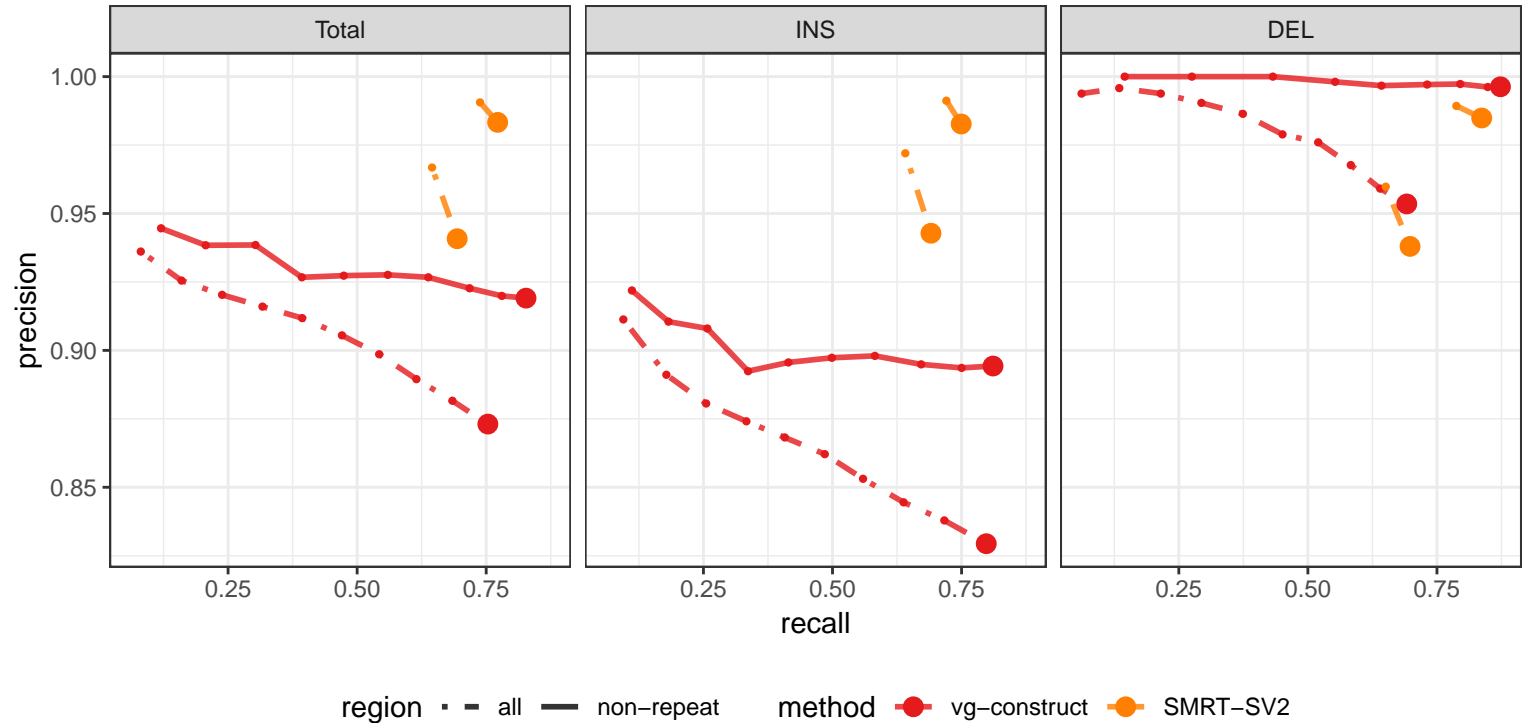 Total INS DEL
1.00
0.95
0.90
0.85
precision
0.25 0.50 0.75 0.25 0.50 0.75 0.25 0.50 0.75
recall
region all non−repeat method vg−construct SMRT−SV2